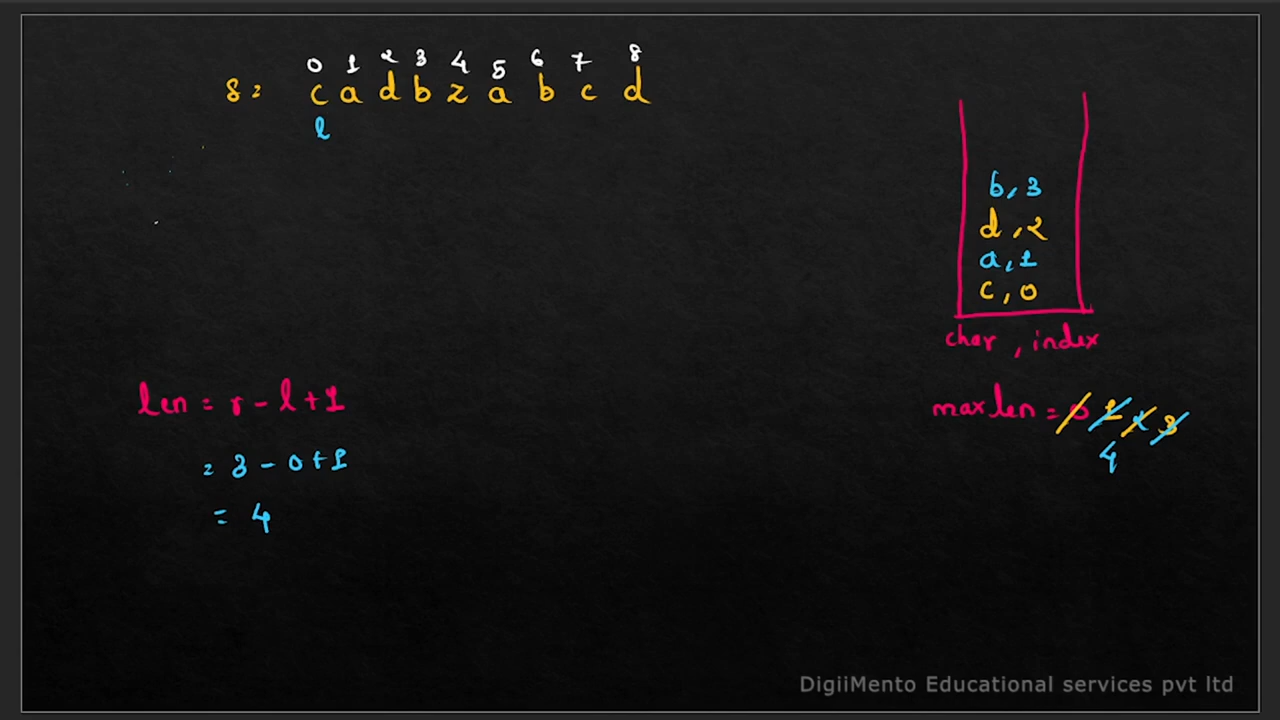 0 1 2 3 4 5 6 7 8
s = c a d b z a b c d
l
b, 3
d, 2
a, 1
c, 0
char, index
len = r - l + 1
maxlen = 0 1 2 3
4
= 3 - 0 + 1
= 4
DigiiMento Educational services pvt ltd